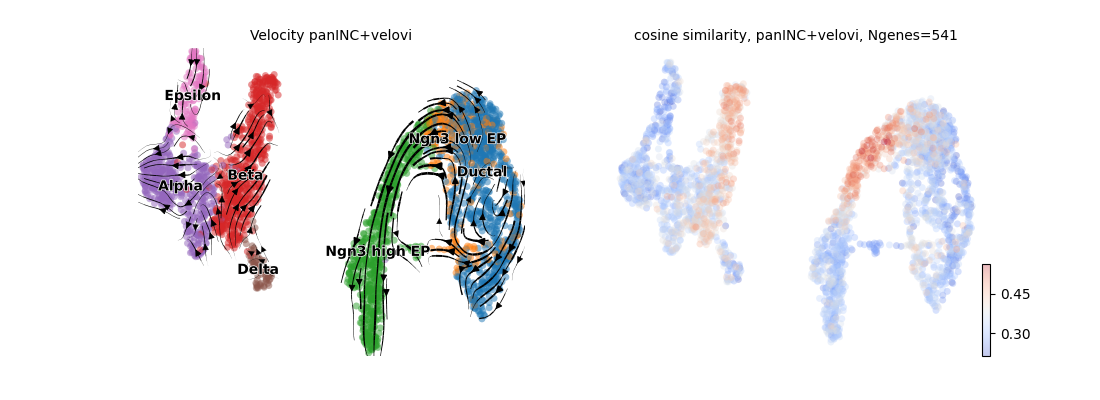 Velocity panINC+velovi
cosine similarity, panINC+velovi, Ngenes=541
Epsilon
Ngn3 low EP
Ductal
Beta
Alpha
Ngn3 high EP
Delta
0.45
0.30